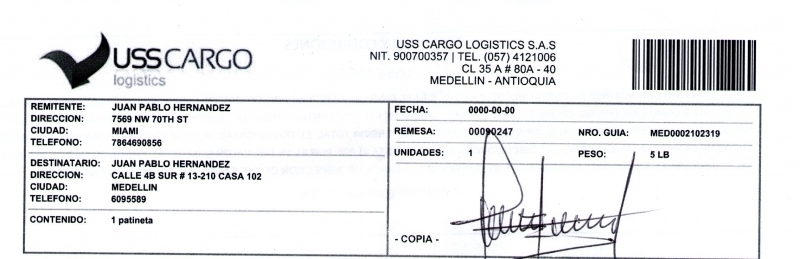 USSCARGO
logistics
USS CARGO LOGISTICS S.A.S
NIT. 900700357 | TEL. (057) 4121006
CL 35 A # 80A - 40
MEDELLIN - ANTIOQUIA
REMITENTE: JUAN PABLO HERNANDEZ
DIRECCION: 7569 NW 70TH ST
CIUDAD: MIAMI
TELEFONO: 7864690856
DESTINATARIO: JUAN PABLO HERNANDEZ
DIRECCION: CALLE 4B SUR # 13-210 CASA 102
CIUDAD: MEDELLIN
TELEFONO: 6095589
CONTENIDO: 1 patineta
FECHA: 0000-00-00
REMESA: 00090247 NRO. GUIA: MED0002102319
UNIDADES: 1 PESO: 5 LB
- COPIA -